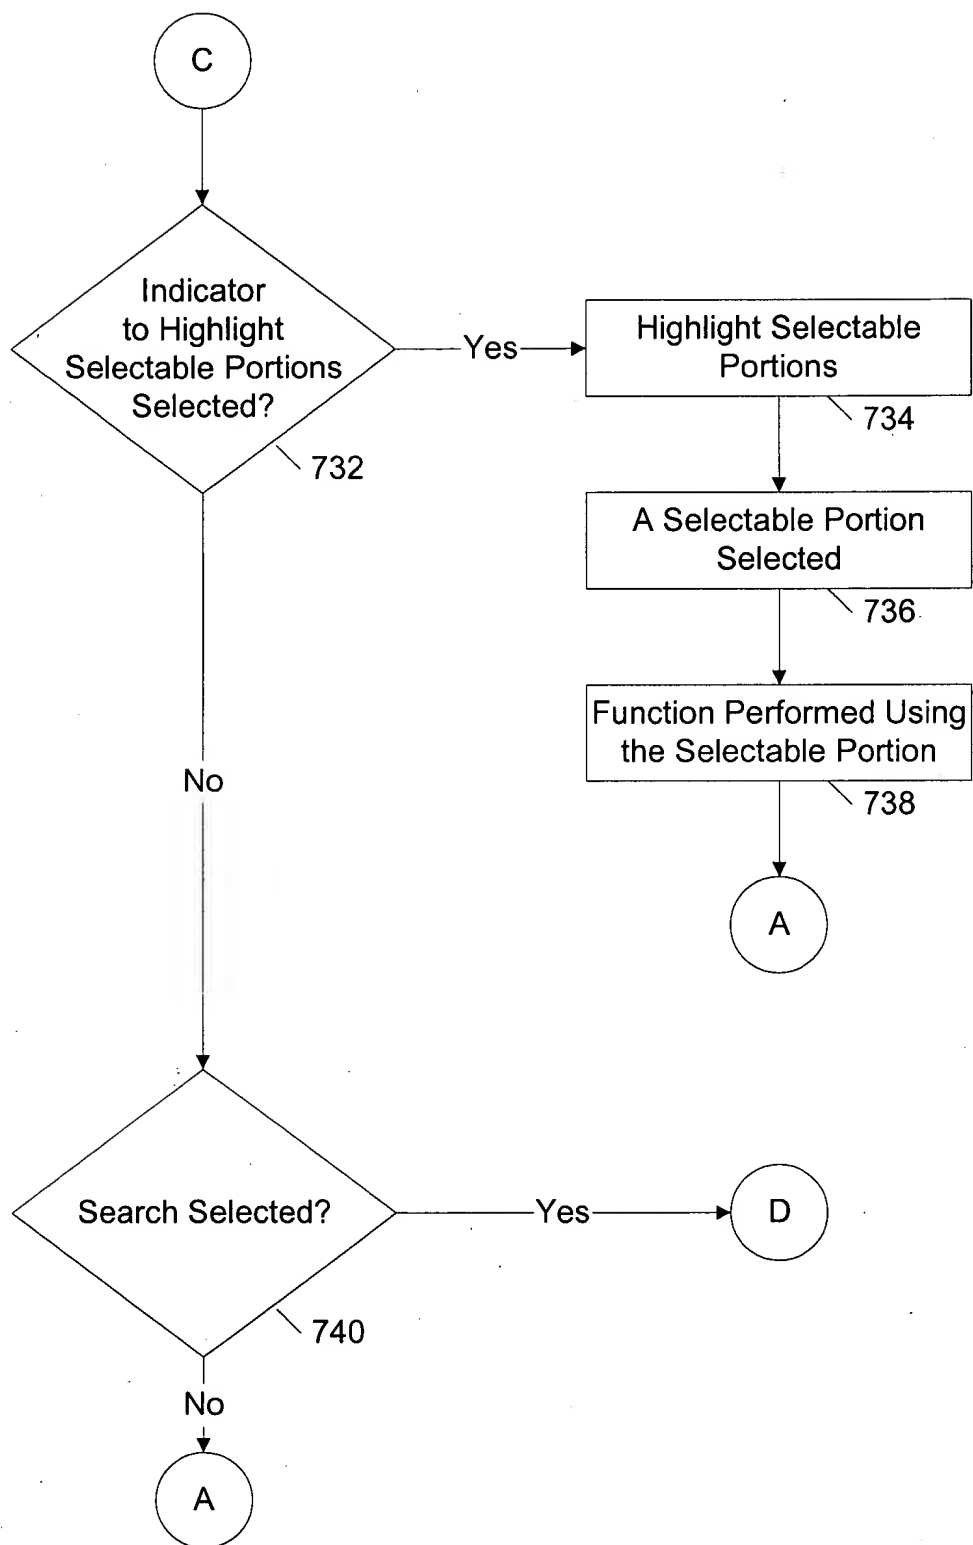 C
Indicator
to Highlight
Selectable Portions
Selected?
732
Yes
Highlight Selectable
Portions
734
A Selectable Portion
Selected
736
Function Performed Using
the Selectable Portion
738
A
No
Search Selected?
740
Yes
D
No
A